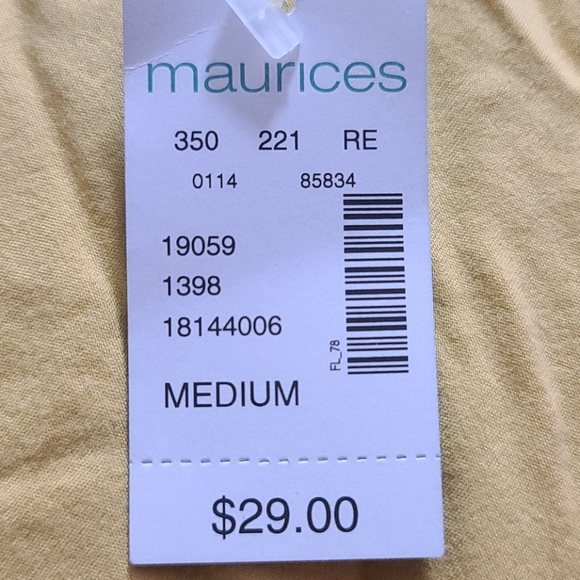 maurices
350 221 RE
0114 85834
19059
1398
18144006
FL_78
MEDIUM
$29.00